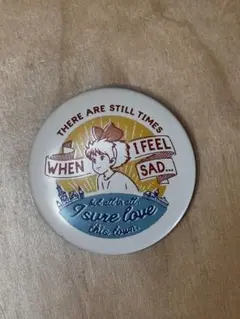 THERE ARE STILL TIMES
WHEN I FEEL
SAD...
but all in all
I sure love
this town.